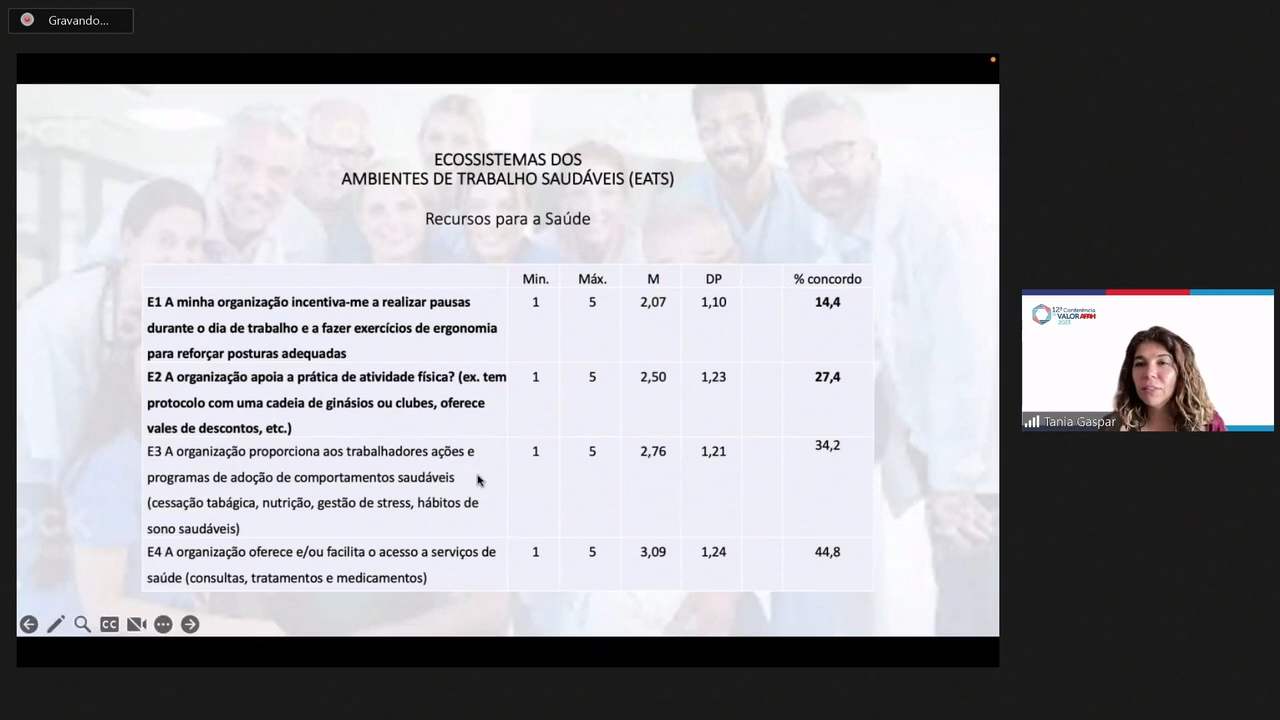 Gravando...
ECOSSISTEMAS DOS
AMBIENTES DE TRABALHO SAUDÁVEIS (EATS)
Recursos para a Saúde
Min. Máx. M DP % concordo
E1 A minha organização incentiva-me a realizar pausas 1 5 2,07 1,10 14,4
durante o dia de trabalho e a fazer exercícios de ergonomia
para reforçar posturas adequadas
E2 A organização apoia a prática de atividade física? (ex. tem 1 5 2,50 1,23 27,4
protocolo com uma cadeia de ginásios ou clubes, oferece
vales de descontos, etc.)
E3 A organização proporciona aos trabalhadores ações e 1 5 2,76 1,21 34,2
programas de adoção de comportamentos saudáveis
(cessação tabágica, nutrição, gestão de stress, hábitos de
sono saudáveis)
E4 A organização oferece e/ou facilita o acesso a serviços de 1 5 3,09 1,24 44,8
saúde (consultas, tratamentos e medicamentos)
CC
12ª Conferência
VALOR APAH
2023
Tania Gaspar